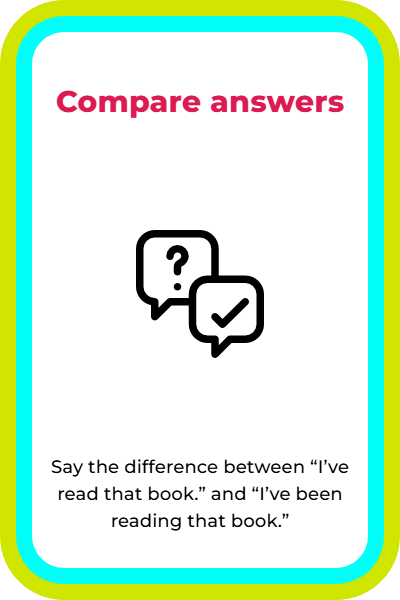 Compare answers
?
Say the difference between “I’ve
read that book.” and “I’ve been
reading that book.”